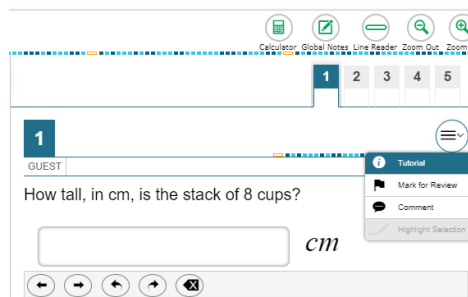 Calculator Global Notes Line Reader Zoom Out Zoom
1 2 3 4 5
1
GUEST
Tutorial
Mark for Review
Comment
Highlight Selection
How tall, in cm, is the stack of 8 cups?
cm